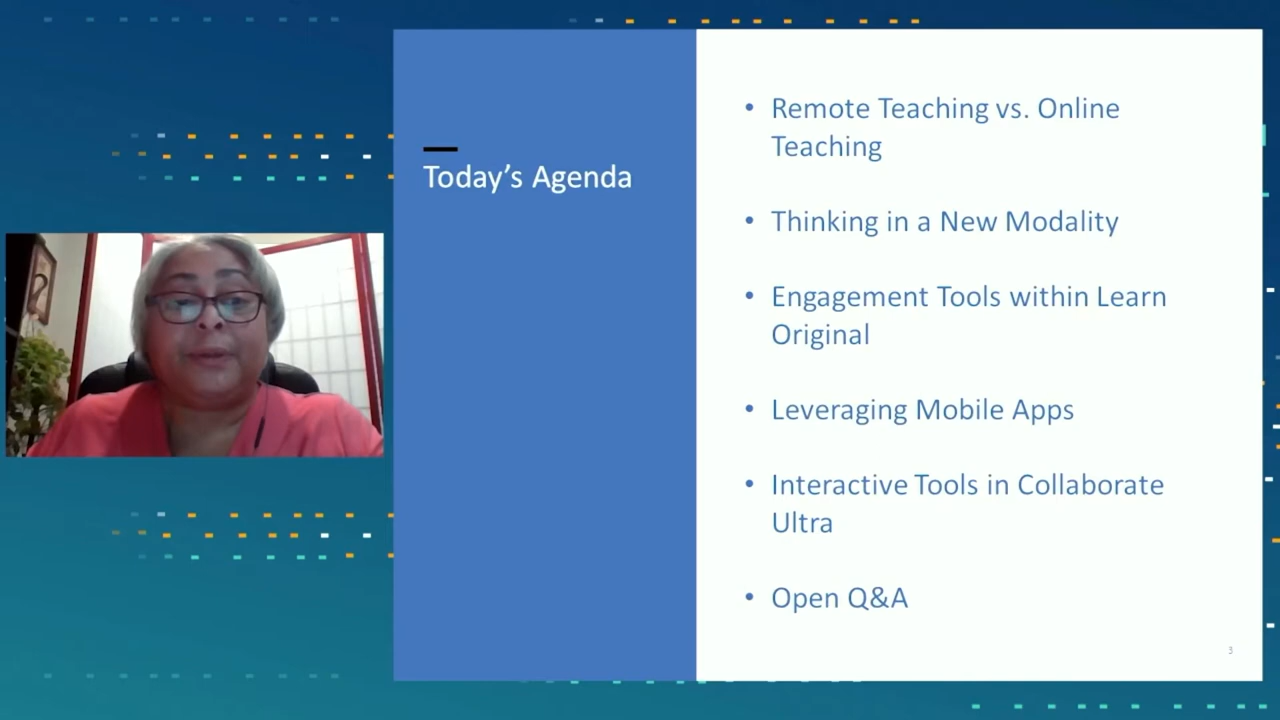 Today’s Agenda
• Remote Teaching vs. Online
Teaching
• Thinking in a New Modality
• Engagement Tools within Learn
Original
• Leveraging Mobile Apps
• Interactive Tools in Collaborate
Ultra
• Open Q&A
3